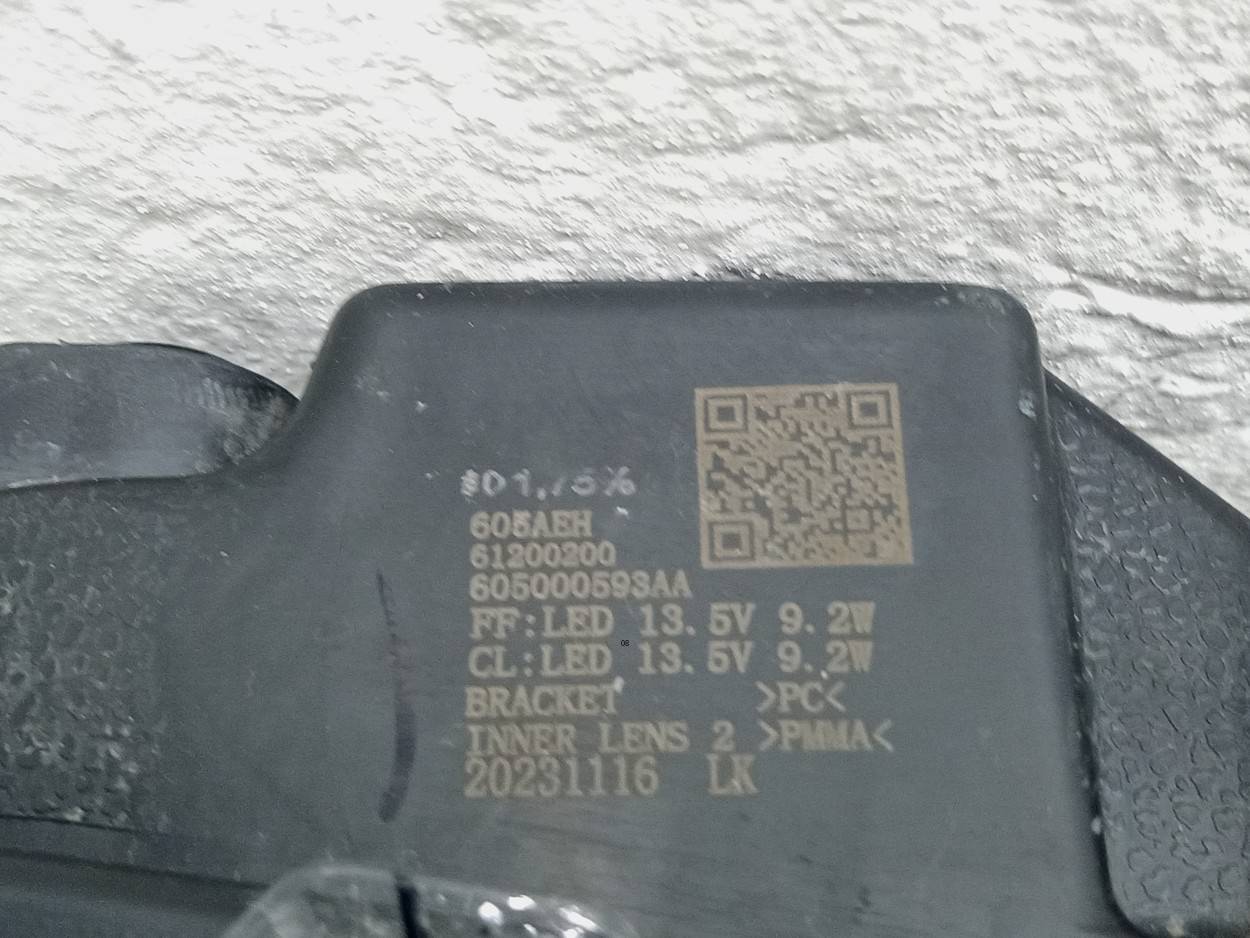 605AEH
61200200
605000593AA
FF:LED 13.5V 9.2W
CL:LED 13.5V 9.2W
BRACKET >PC<
INNER LENS 2 >PMMA<
20231116 LK